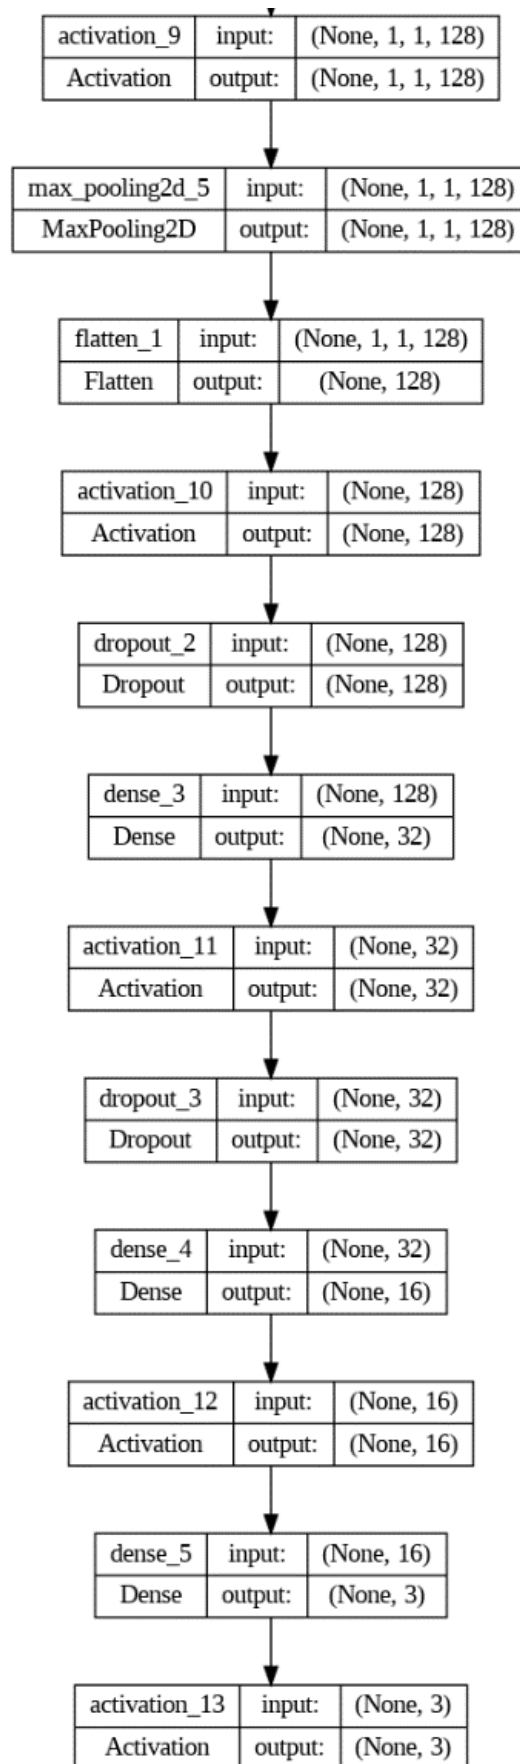 activation_9 input: (None, 1, 1, 128)
Activation output: (None, 1, 1, 128)
max_pooling2d_5 input: (None, 1, 1, 128)
MaxPooling2D output: (None, 1, 1, 128)
flatten_1 input: (None, 1, 1, 128)
Flatten output: (None, 128)
activation_10 input: (None, 128)
Activation output: (None, 128)
dropout_2 input: (None, 128)
Dropout output: (None, 128)
dense_3 input: (None, 128)
Dense output: (None, 32)
activation_11 input: (None, 32)
Activation output: (None, 32)
dropout_3 input: (None, 32)
Dropout output: (None, 32)
dense_4 input: (None, 32)
Dense output: (None, 16)
activation_12 input: (None, 16)
Activation output: (None, 16)
dense_5 input: (None, 16)
Dense output: (None, 3)
activation_13 input: (None, 3)
Activation output: (None, 3)